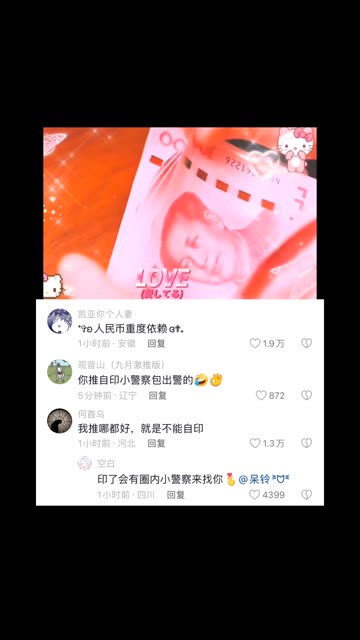 LOVE
(愛してる)
凯亚你个人妻
人民币重度依赖
1小时前 · 安徽 回复 1.9万
观音山（九月激推版）
你推自印小警察包出警的🤣👌
5分钟前 · 辽宁 回复 872
何首乌
我推哪都好，就是不能自印
1小时前 · 河北 回复 1.3万
空白
印了会有圈内小警察来找你🎖️@呆铃
1小时前 · 四川 回复 4399